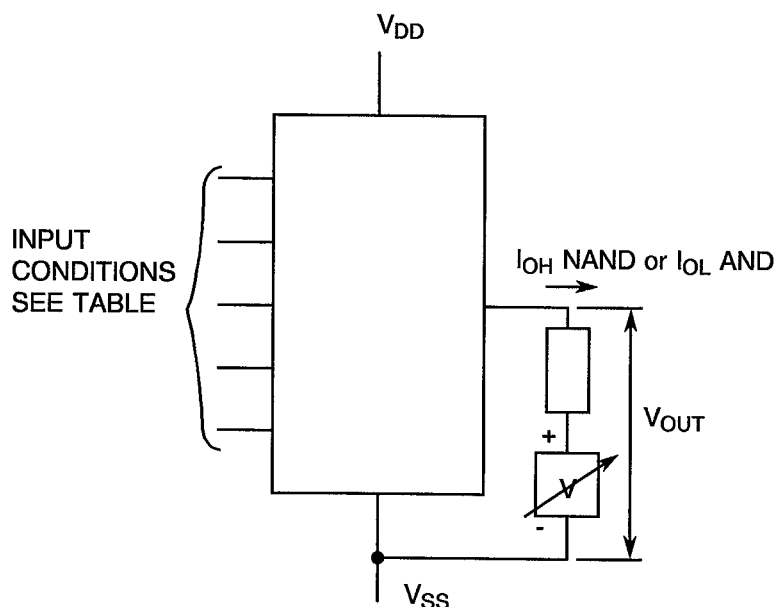 VDD
INPUT
CONDITIONS
SEE TABLE
IOH NAND or IOL AND
VOUT
+
V
-
VSS